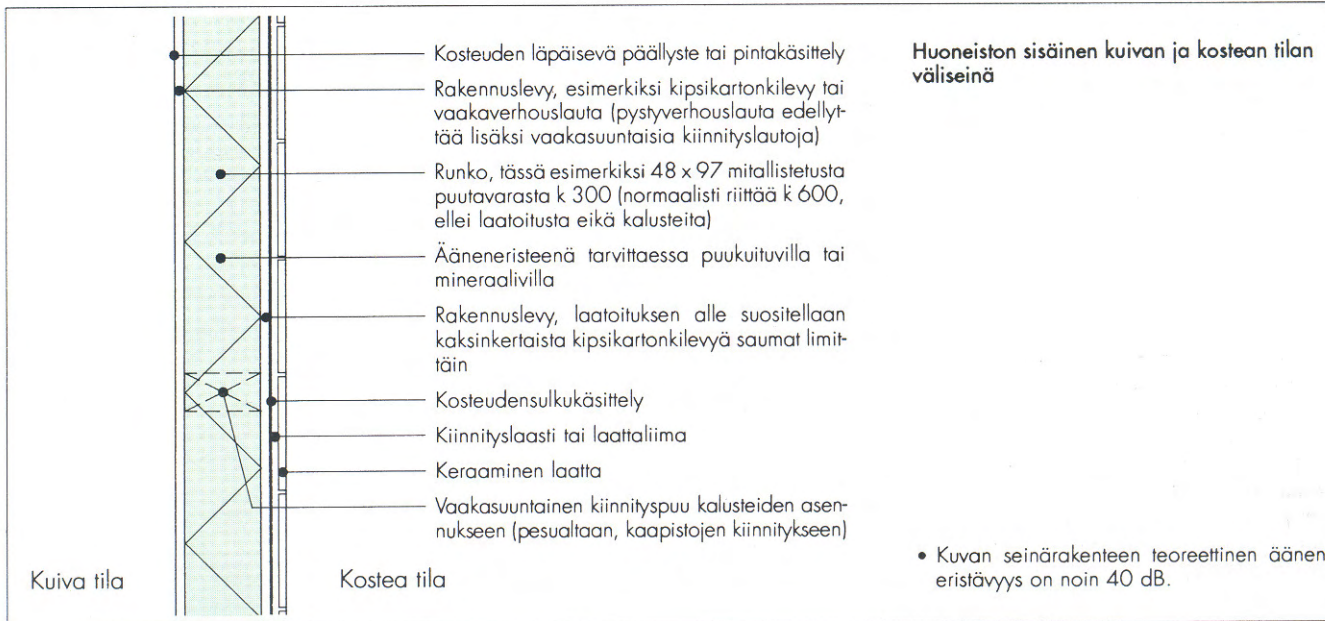 Kosteuden läpäisevä päällyste tai pintakäsittely
Rakennuslevy, esimerkiksi kipsikartonkilevy tai
vaakaverhouslauta (pystyverhouslauta edellyt-
tää lisäksi vaakasuuntaisia kiinnityslautoja)
Runko, tässä esimerkiksi 48 x 97 mitallistetusta
puutavarasta k 300 (normaalisti riittää k 600,
ellei laatoitusta eikä kalusteita)
Ääneneristeenä tarvittaessa puukuituvilla tai
mineraalivilla
Rakennuslevy, laatoituksen alle suositellaan
kaksinkertaista kipsikartonkilevyä saumat limit-
täin
Kosteudensulkukäsittely
Kiinnityslaasti tai laattaliima
Keraaminen laatta
Vaakasuuntainen kiinnityspuu kalusteiden asen-
nukseen (pesualtaan, kaapistojen kiinnitykseen)
Kuiva tila
Kostea tila
Huoneiston sisäinen kuivan ja kostean tilan
väliseinä
• Kuvan seinärakenteen teoreettinen äänen
eristävyys on noin 40 dB.